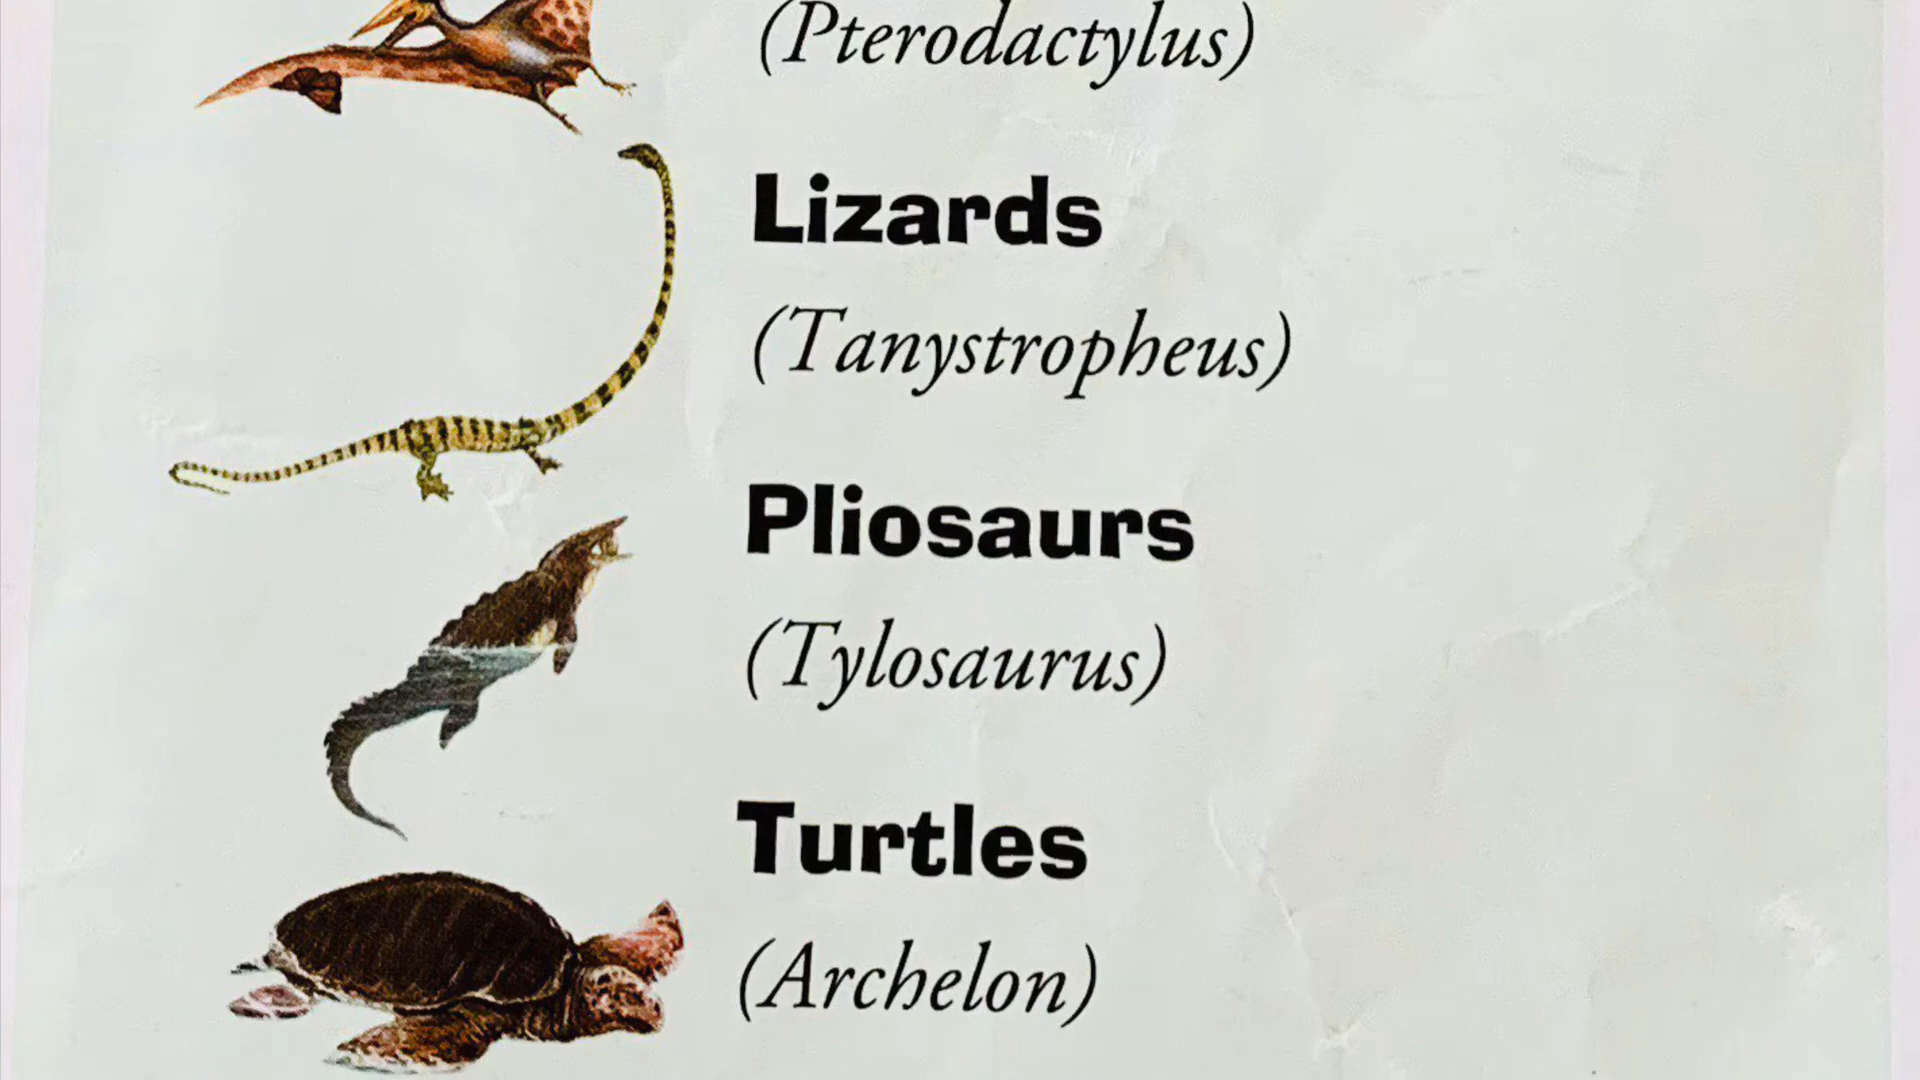 (Pterodactylus)
Lizards
(Tanystropheus)
Pliosaurs
(Tylosaurus)
Turtles
(Archelon)